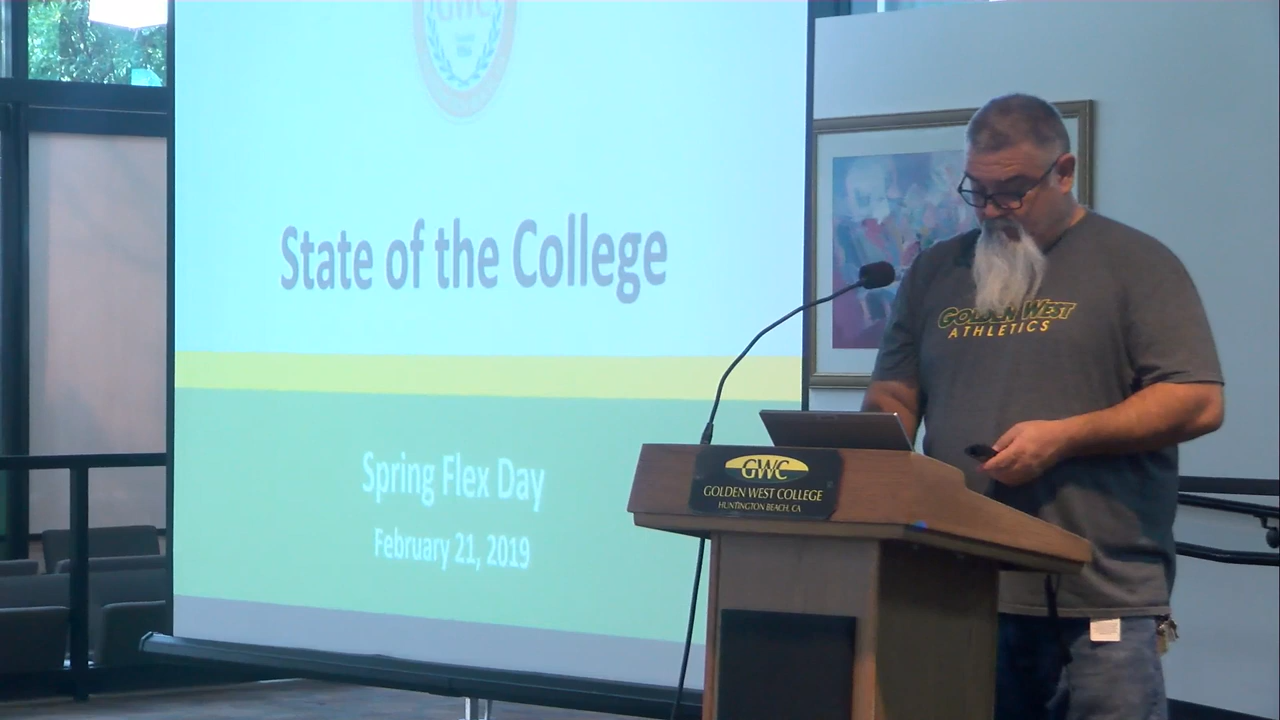 GWC
State of the College
Spring Flex Day
February 21, 2019
GOLDEN WEST
ATHLETICS
GWC
GOLDEN WEST COLLEGE
HUNTINGTON BEACH, CA